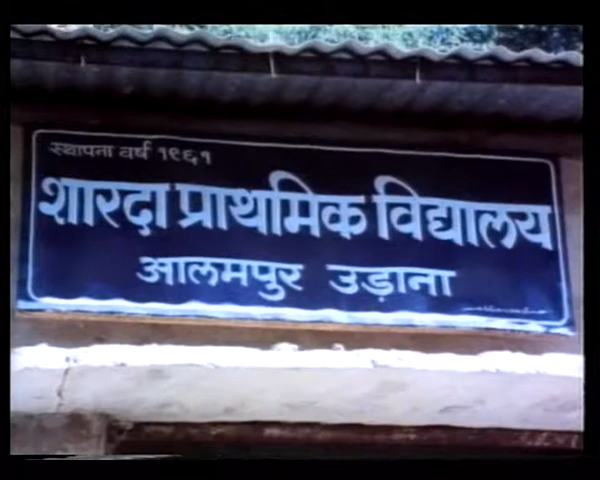 स्थापना वर्ष १९६१
शारदा प्राथमिक विद्यालय
आलमपुर उड़ाना